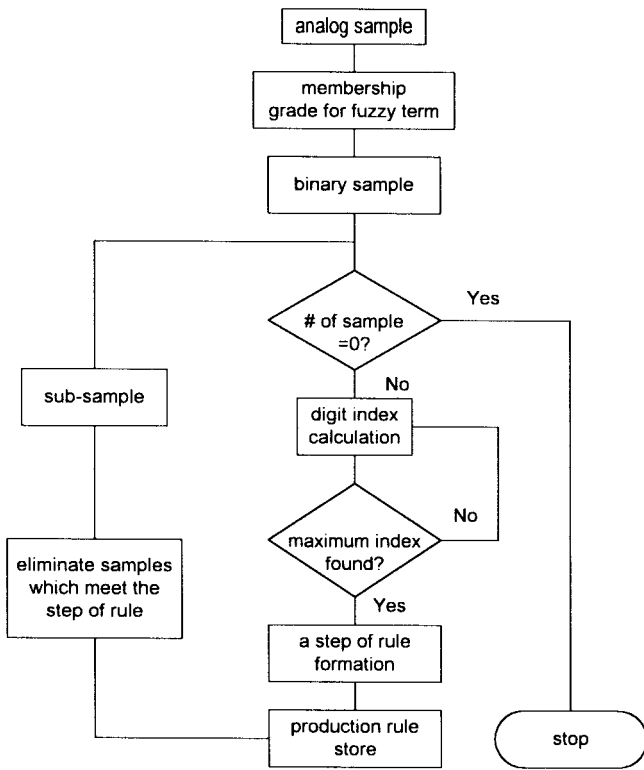 analog sample
membership
grade for fuzzy term
binary sample
# of sample
=0?
Yes
No
sub-sample
digit index
calculation
No
maximum index
found?
eliminate samples
which meet the
step of rule
Yes
a step of rule
formation
production rule
store
stop